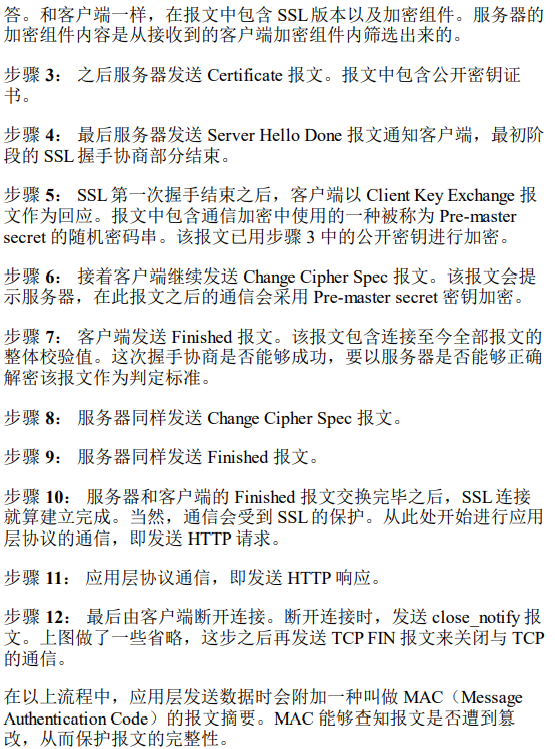 答。和客户端一样，在报文中包含 SSL 版本以及加密组件。服务器的
加密组件内容是从接收到的客户端加密组件内筛选出来的。
步骤 3： 之后服务器发送 Certificate 报文。报文中包含公开密钥证
书。
步骤 4： 最后服务器发送 Server Hello Done 报文通知客户端，最初阶
段的 SSL 握手协商部分结束。
步骤 5： SSL 第一次握手结束之后，客户端以 Client Key Exchange 报
文作为回应。报文中包含通信加密中使用的一种被称为 Pre-master
secret 的随机密码串。该报文已用步骤 3 中的公开密钥进行加密。
步骤 6： 接着客户端继续发送 Change Cipher Spec 报文。该报文会提
示服务器，在此报文之后的通信会采用 Pre-master secret 密钥加密。
步骤 7： 客户端发送 Finished 报文。该报文包含连接至今全部报文的
整体校验值。这次握手协商是否能够成功，要以服务器是否能够正确
解密该报文作为判定标准。
步骤 8： 服务器同样发送 Change Cipher Spec 报文。
步骤 9： 服务器同样发送 Finished 报文。
步骤 10： 服务器和客户端的 Finished 报文交换完毕之后，SSL 连接
就算建立完成。当然，通信会受到 SSL 的保护。从此处开始进行应用
层协议的通信，即发送 HTTP 请求。
步骤 11： 应用层协议通信，即发送 HTTP 响应。
步骤 12： 最后由客户端断开连接。断开连接时，发送 close_notify 报
文。上图做了一些省略，这步之后再发送 TCP FIN 报文来关闭与 TCP
的通信。
在以上流程中，应用层发送数据时会附加一种叫做 MAC（Message
Authentication Code）的报文摘要。MAC 能够查知报文是否遭到篡
改，从而保护报文的完整性。